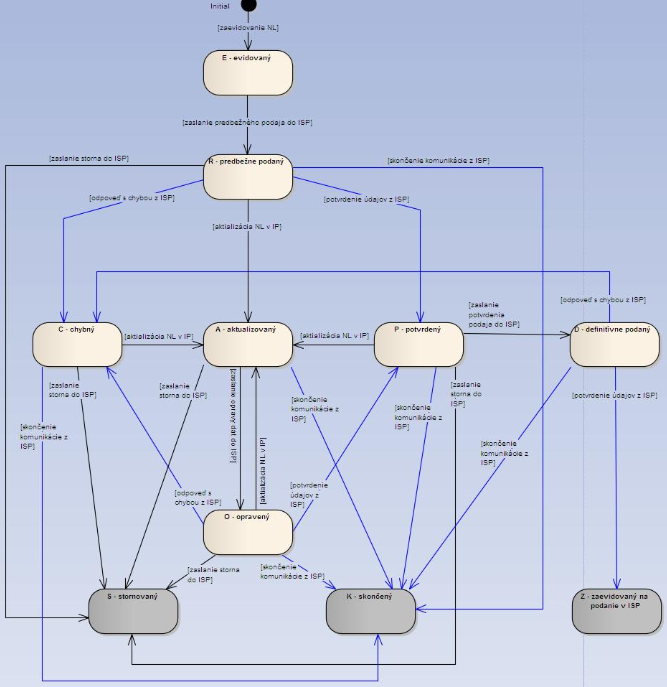 Initial
[zaevidovanie NL]
E - evidovaný
[zaslanie predbežného podaja do ISP]
R - predbežne podaný
[zaslanie storna do ISP]
[skončenie komunikácie z ISP]
[odpoveď s chybou z ISP]
[potvrdenie údajov z ISP]
[aktializácia NL v IP]
[odpoveď s chybou z ISP]
[zaslanie
potvrdenia
podaja do ISP]
C - chybný
[aktializácia NL v IP]
A - aktualizovaný
[aktializácia NL v IP]
P - potvrdený
D - definitívne podaný
[zaslanie
storna do ISP]
[zaslanie
storna do ISP]
[zaslanie opravy dát do ISP]
[aktializácia NL v IP]
[skončenie
komunikácie z
ISP]
[skončenie
komunikácie z
ISP]
[zaslanie
storna do ISP]
[potvrdenie údajov z ISP]
[skončenie
komunikácie z
ISP]
[skončenie
komunikácie z
ISP]
[odpoveď s
chybou z ISP]
[potvrdenie
údajov z
ISP]
O - opravený
[zaslanie storna
do ISP]
[skončenie
komunikácie z ISP]
S - stornovaný
K - skončený
Z - zaevidovaný na
podanie v ISP